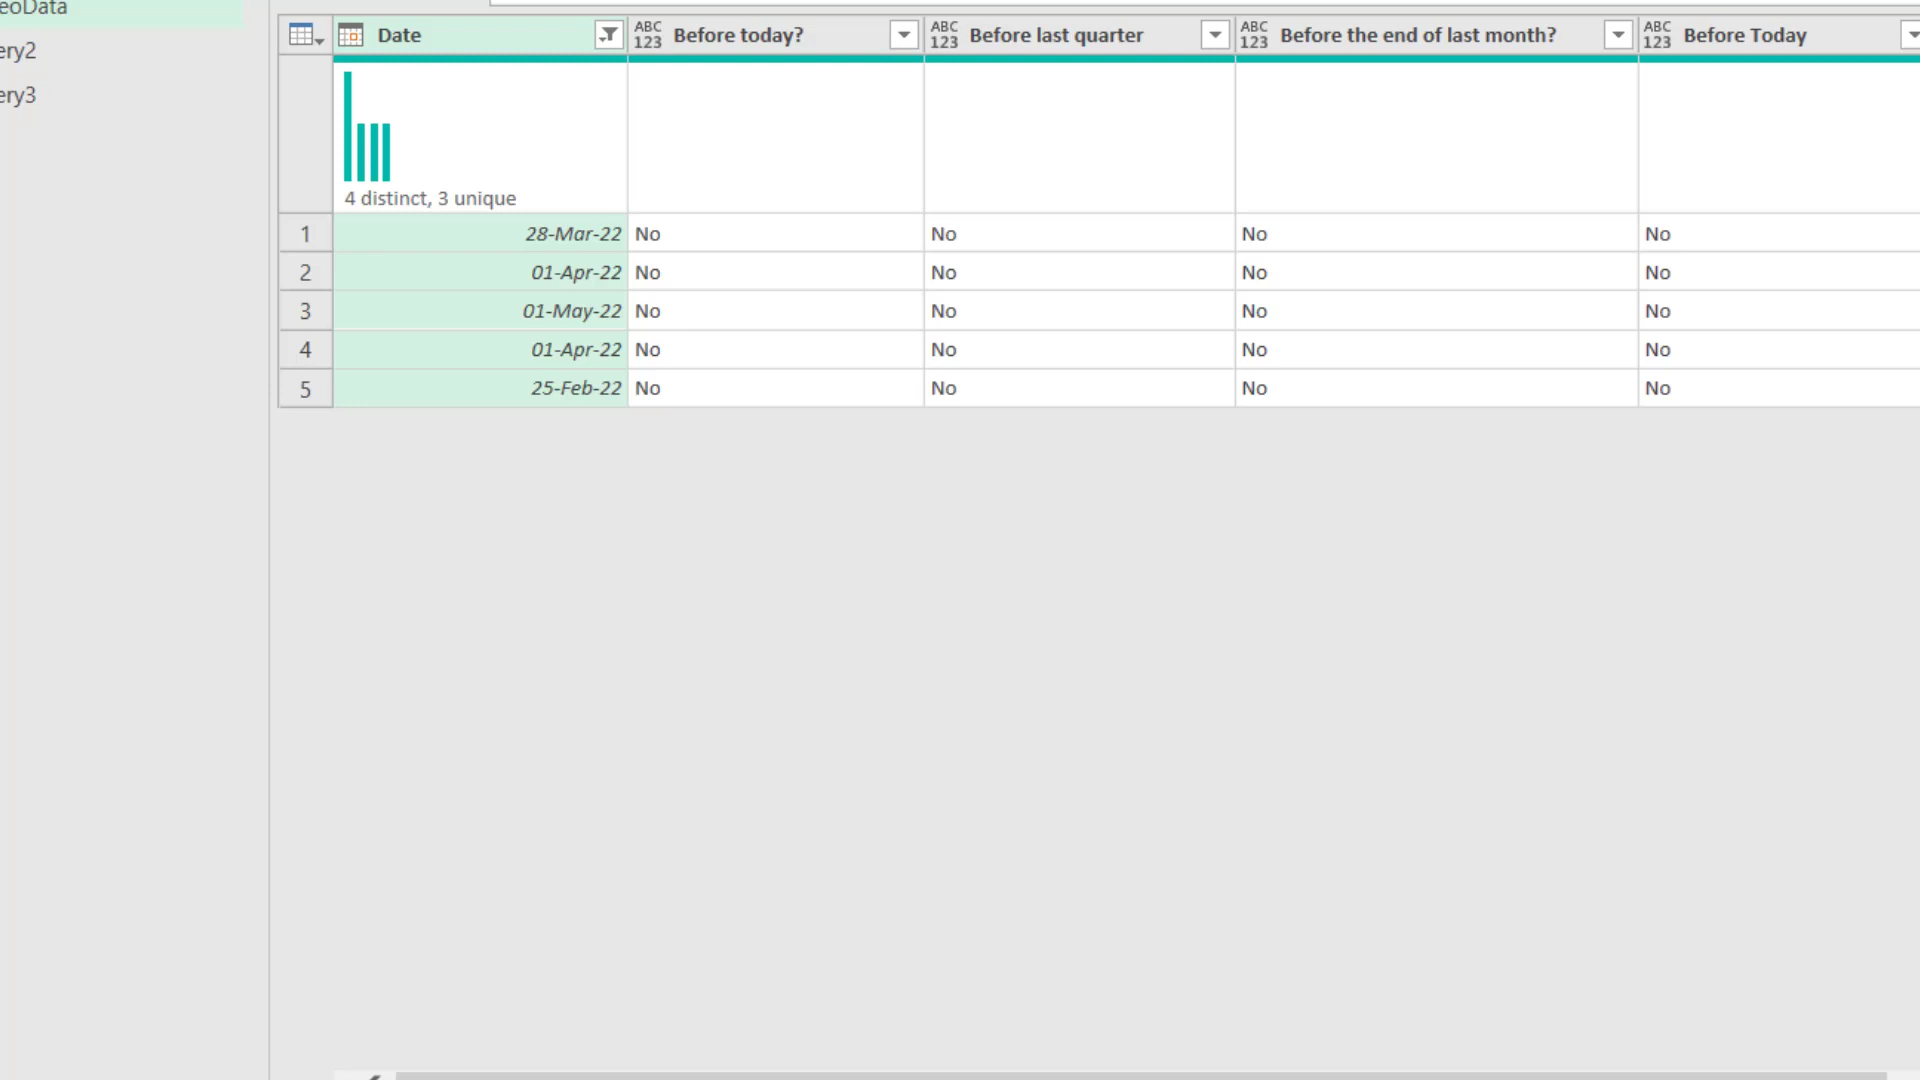 eoData
ery2
ery3
Date
ABC 123 Before today?
ABC 123 Before last quarter
ABC 123 Before the end of last month?
ABC 123 Before Today
4 distinct, 3 unique
1 28-Mar-22 No No No No
2 01-Apr-22 No No No No
3 01-May-22 No No No No
4 01-Apr-22 No No No No
5 25-Feb-22 No No No No